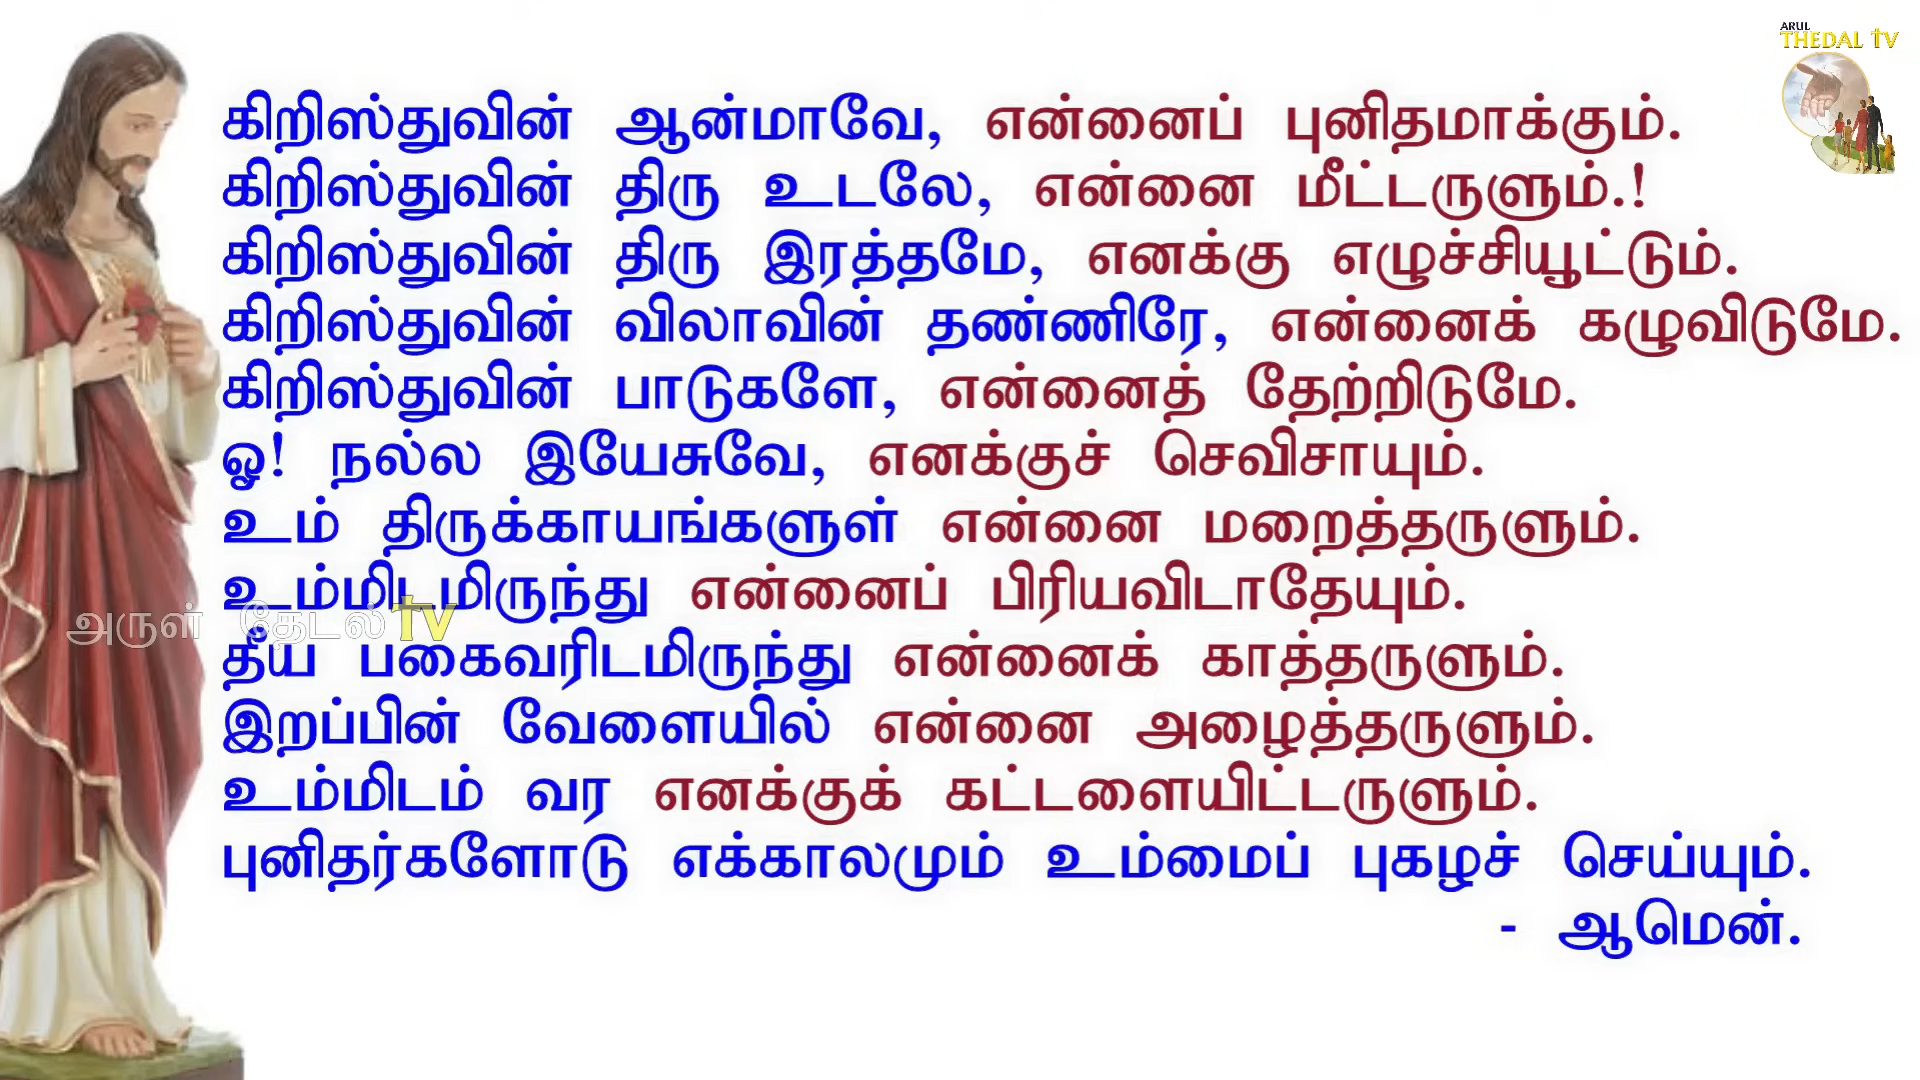 ARUL
THEDAL TV
கிறிஸ்துவின் ஆன்மாவே, என்னைப் புனிதமாக்கும்.
கிறிஸ்துவின் திரு உடலே, என்னை மீட்டருளும்.!
கிறிஸ்துவின் திரு இரத்தமே, எனக்கு எழுச்சியூட்டும்.
கிறிஸ்துவின் விலாவின் தண்ணிரே, என்னைக் கழுவிடுமே.
கிறிஸ்துவின் பாடுகளே, என்னைத் தேற்றிடுமே.
ஓ! நல்ல இயேசுவே, எனக்குச் செவிசாயும்.
உம் திருக்காயங்களுள் என்னை மறைத்தருளும்.
உம்மிடமிருந்து என்னைப் பிரியவிடாதேயும்.
அருள் தேடல் TV
தீய பகைவரிடமிருந்து என்னைக் காத்தருளும்.
இறப்பின் வேளையில் என்னை அழைத்தருளும்.
உம்மிடம் வர எனக்குக் கட்டளையிட்டருளும்.
புனிதர்களோடு எக்காலமும் உம்மைப் புகழச் செய்யும்.
- ஆமென்.